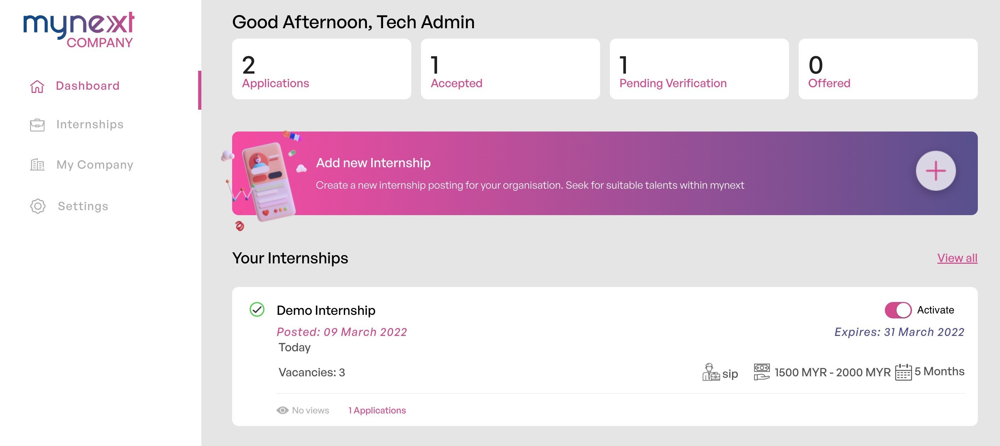 mynext
COMPANY
Dashboard
Internships
My Company
Settings
Good Afternoon, Tech Admin
2
Applications
1
Accepted
1
Pending Verification
0
Offered
Add new Internship
Create a new internship posting for your organisation. Seek for suitable talents within mynext
Your Internships
View all
Demo Internship
Activate
Posted: 09 March 2022
Expires: 31 March 2022
Today
Vacancies: 3
sip
1500 MYR - 2000 MYR
5 Months
No views
1 Applications